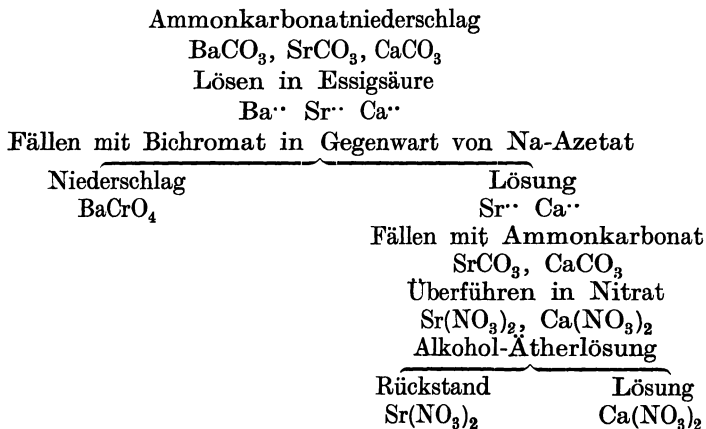 Ammonkarbonatniederschlag
BaCO₃, SrCO₃, CaCO₃
Lösen in Essigsäure
Ba·· Sr·· Ca··
Fällen mit Bichromat in Gegenwart von Na-Azetat
Niederschlag Lösung
BaCrO₄ Sr·· Ca··
Fällen mit Ammonkarbonat
SrCO₃, CaCO₃
Überführen in Nitrat
Sr(NO₃)₂, Ca(NO₃)₂
Alkohol-Ätherlösung
Rückstand Lösung
Sr(NO₃)₂ Ca(NO₃)₂